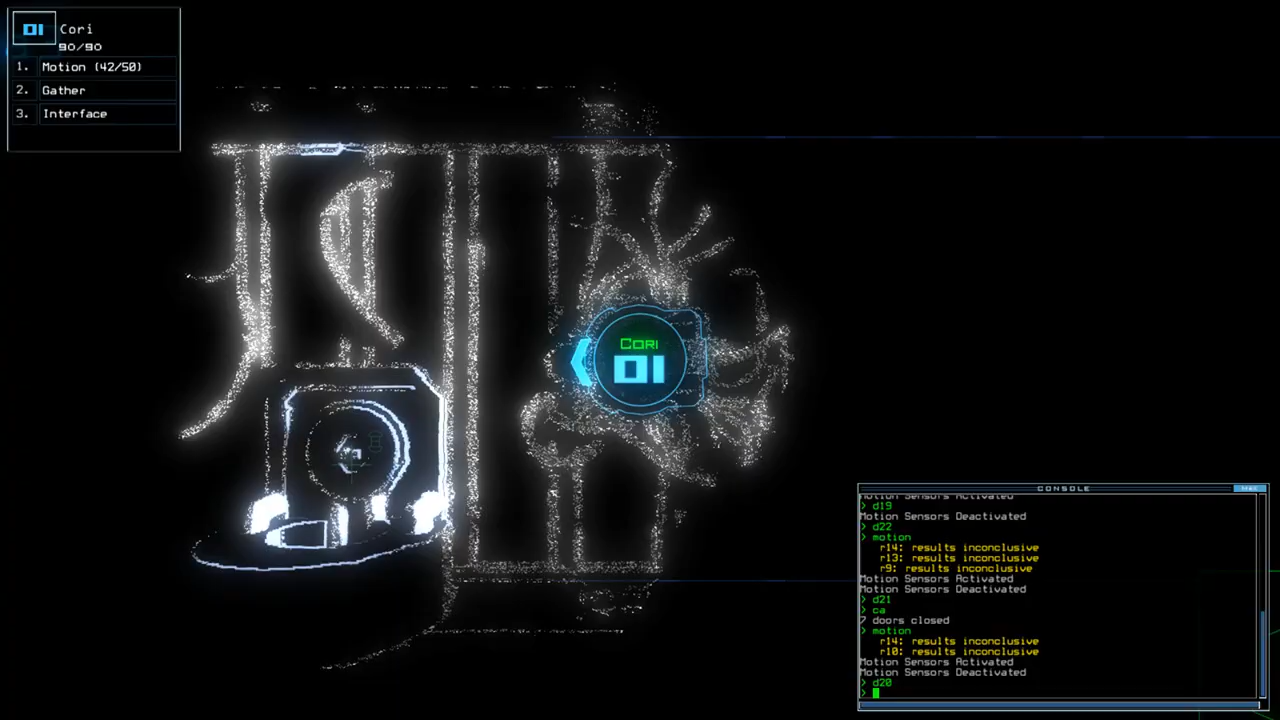 01 Cori
90/90
1. Motion (42/50)
2. Gather
3. Interface
CORI
01
CONSOLE
Motion Sensors Activated
> d19
Motion Sensors Deactivated
> d22
> motion
r14: results inconclusive
r13: results inconclusive
r9: results inconclusive
Motion Sensors Activated
Motion Sensors Deactivated
> d21
> ca
7 doors closed
> motion
r14: results inconclusive
r10: results inconclusive
Motion Sensors Activated
Motion Sensors Deactivated
> d20
>